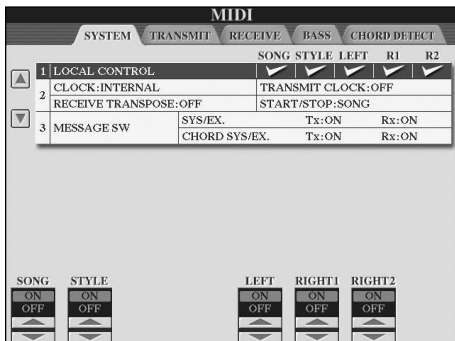 MIDI
SYSTEM TRANSMIT RECEIVE BASS CHORD DETECT
SONG STYLE LEFT R1 R2
1 LOCAL CONTROL
2 CLOCK:INTERNAL TRANSMIT CLOCK:OFF
RECEIVE TRANSPOSE:OFF START/STOP:SONG
3 MESSAGE SW SYS/EX. Tx:ON Rx:ON
CHORD SYS/EX. Tx:ON Rx:ON
SONG STYLE LEFT RIGHT1 RIGHT2
ON ON ON ON ON
OFF OFF OFF OFF OFF